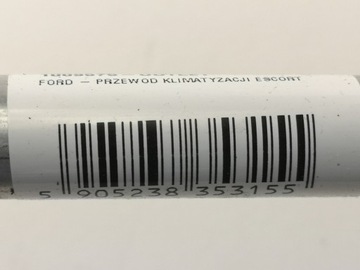 FORD – PRZEWOD KLIMATYZACJI ESCORT
5 905238 353155